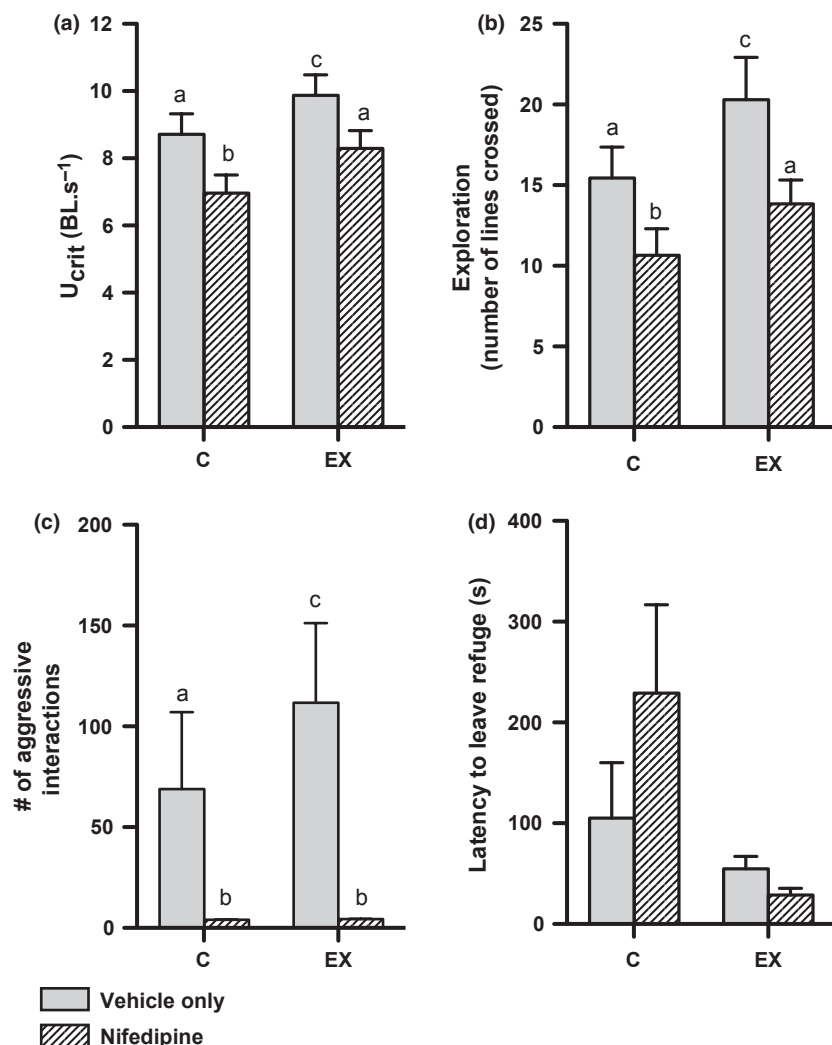 (a)
12
10
8
6
4
2
0
U_crit (BL.s⁻¹)
a
b
c
a
C
EX
(b)
25
20
15
10
5
0
Exploration
(number of lines crossed)
a
b
c
a
C
EX
(c)
200
150
100
50
0
# of aggressive
interactions
a
b
c
b
C
EX
(d)
400
300
200
100
0
Latency to leave refuge (s)
C
EX
Vehicle only
Nifedipine